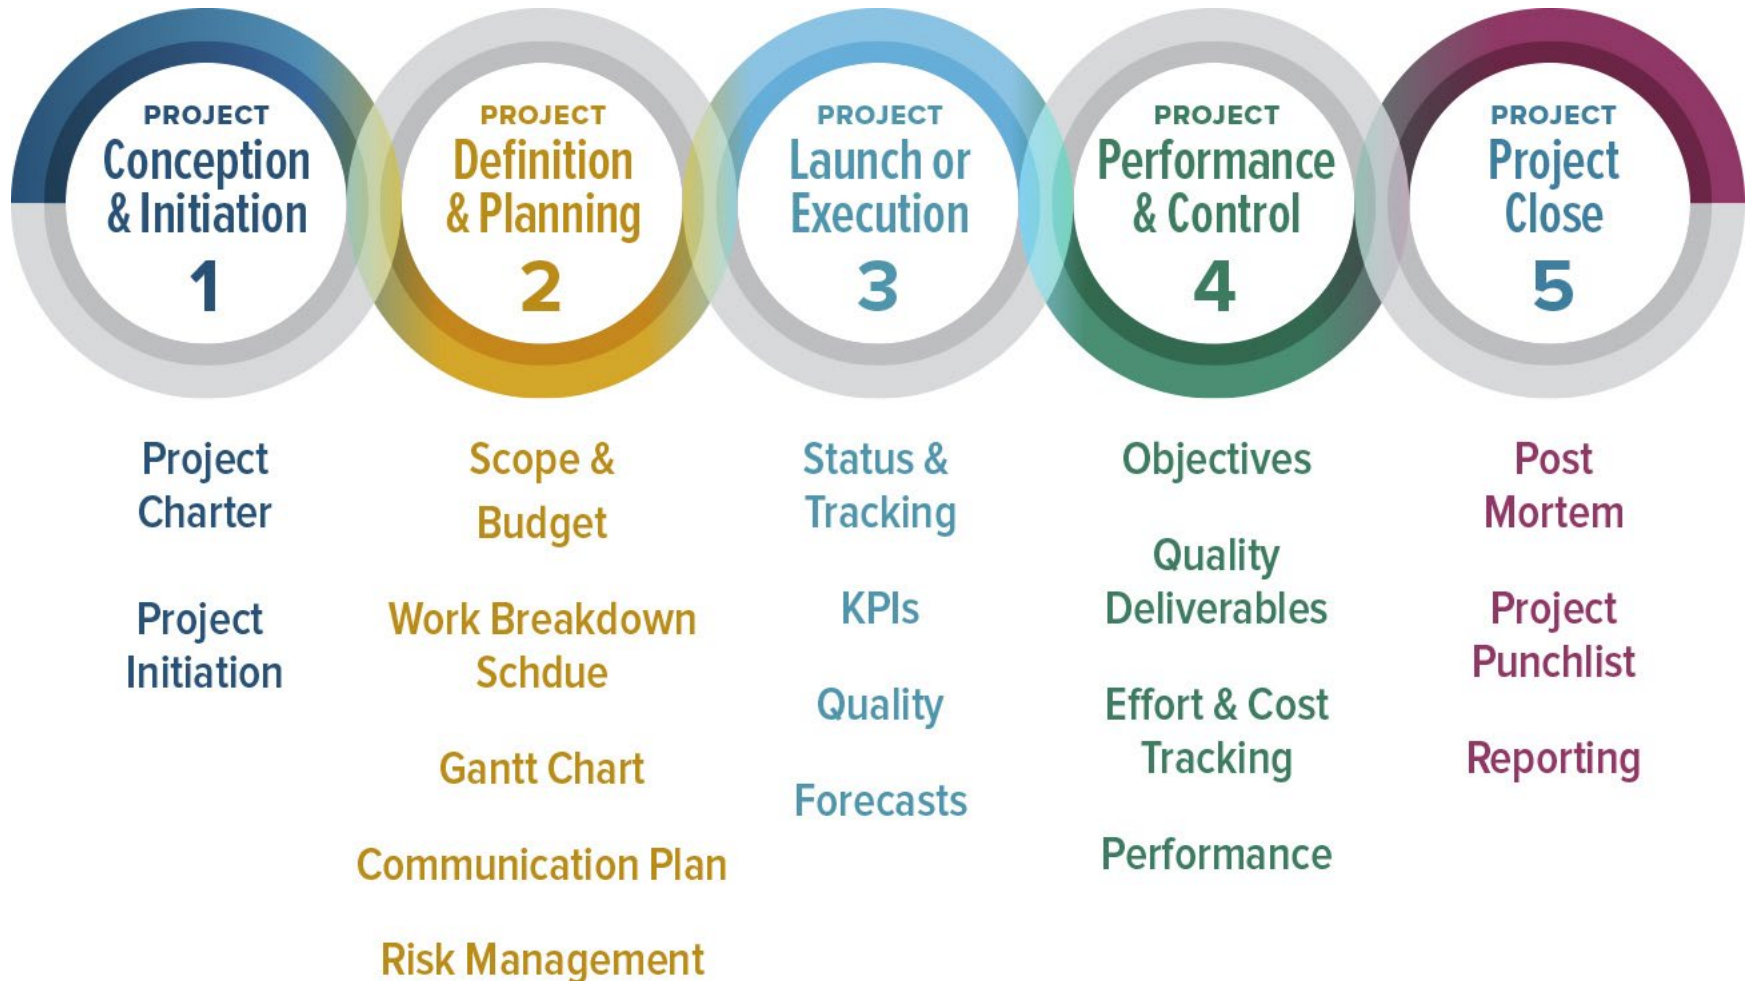 PROJECT
Conception
& Initiation
1
PROJECT
Definition
& Planning
2
PROJECT
Launch or
Execution
3
PROJECT
Performance
& Control
4
PROJECT
Project
Close
5
Project
Charter
Project
Initiation
Scope &
Budget
Work Breakdown
Schdue
Gantt Chart
Communication Plan
Risk Management
Status &
Tracking
KPIs
Quality
Forecasts
Objectives
Quality
Deliverables
Effort & Cost
Tracking
Performance
Post
Mortem
Project
Punchlist
Reporting